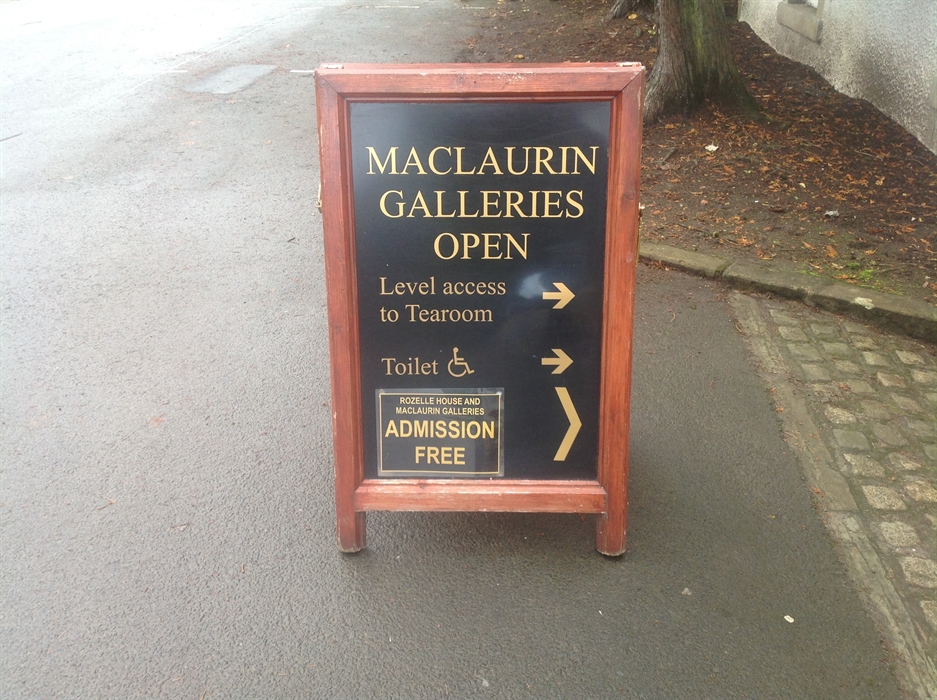 MACLAURIN
GALLERIES
OPEN
Level access
to Tearoom
Toilet
ROZELLE HOUSE AND
MACLAURIN GALLERIES
ADMISSION
FREE